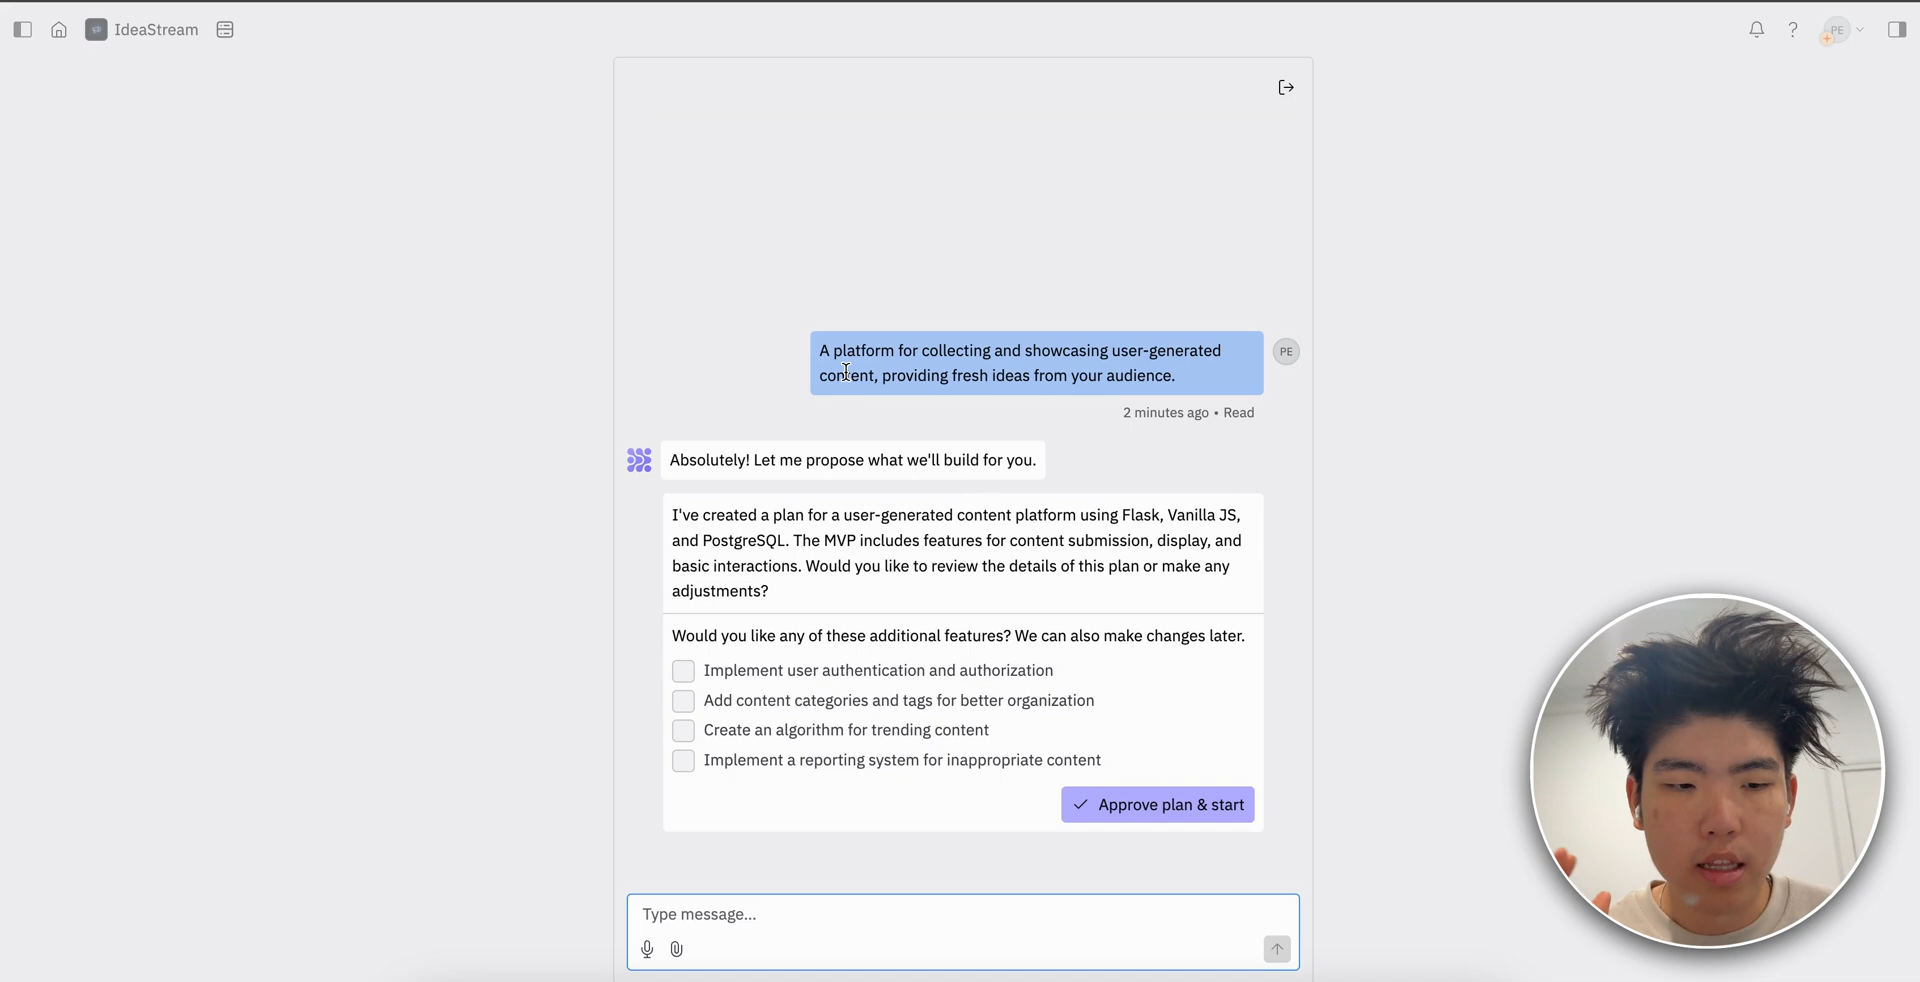 IdeaStream
PE
A platform for collecting and showcasing user-generated
content, providing fresh ideas from your audience.
PE
2 minutes ago • Read
Absolutely! Let me propose what we'll build for you.
I've created a plan for a user-generated content platform using Flask, Vanilla JS,
and PostgreSQL. The MVP includes features for content submission, display, and
basic interactions. Would you like to review the details of this plan or make any
adjustments?
Would you like any of these additional features? We can also make changes later.
Implement user authentication and authorization
Add content categories and tags for better organization
Create an algorithm for trending content
Implement a reporting system for inappropriate content
Approve plan & start
Type message...